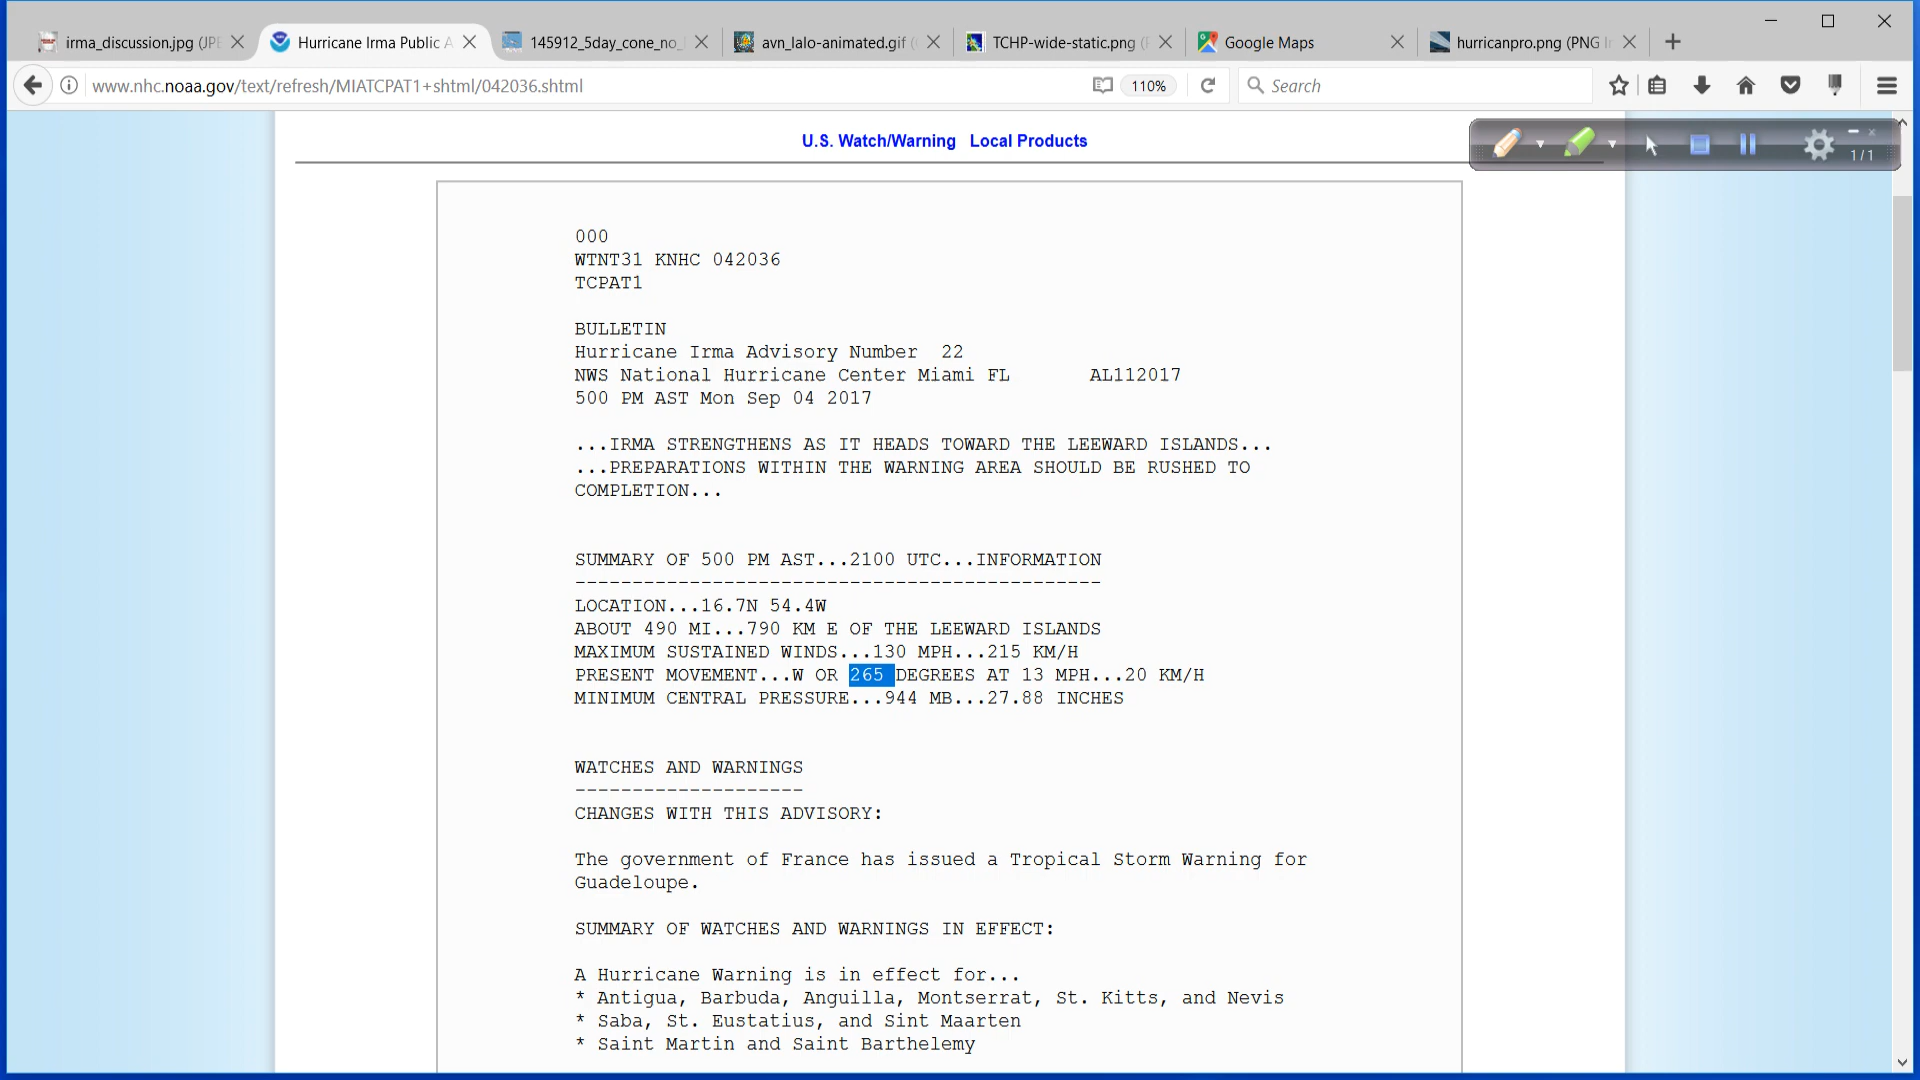 irma_discussion.jpg (JPE
Hurricane Irma Public A
145912_5day_cone_no_
avn_lalo-animated.gif (
TCHP-wide-static.png (
Google Maps
hurricanpro.png (PNG I
www.nhc.noaa.gov/text/refresh/MIATCPAT1+shtml/042036.shtml
110%
Search
U.S. Watch/Warning Local Products
1/1
000
WTNT31 KNHC 042036
TCPAT1
BULLETIN
Hurricane Irma Advisory Number 22
NWS National Hurricane Center Miami FL AL112017
500 PM AST Mon Sep 04 2017
...IRMA STRENGTHENS AS IT HEADS TOWARD THE LEEWARD ISLANDS...
...PREPARATIONS WITHIN THE WARNING AREA SHOULD BE RUSHED TO
COMPLETION...
SUMMARY OF 500 PM AST...2100 UTC...INFORMATION
----------------------------------------------
LOCATION...16.7N 54.4W
ABOUT 490 MI...790 KM E OF THE LEEWARD ISLANDS
MAXIMUM SUSTAINED WINDS...130 MPH...215 KM/H
PRESENT MOVEMENT...W OR 265 DEGREES AT 13 MPH...20 KM/H
MINIMUM CENTRAL PRESSURE...944 MB...27.88 INCHES
WATCHES AND WARNINGS
--------------------
CHANGES WITH THIS ADVISORY:
The government of France has issued a Tropical Storm Warning for
Guadeloupe.
SUMMARY OF WATCHES AND WARNINGS IN EFFECT:
A Hurricane Warning is in effect for...
* Antigua, Barbuda, Anguilla, Montserrat, St. Kitts, and Nevis
* Saba, St. Eustatius, and Sint Maarten
* Saint Martin and Saint Barthelemy